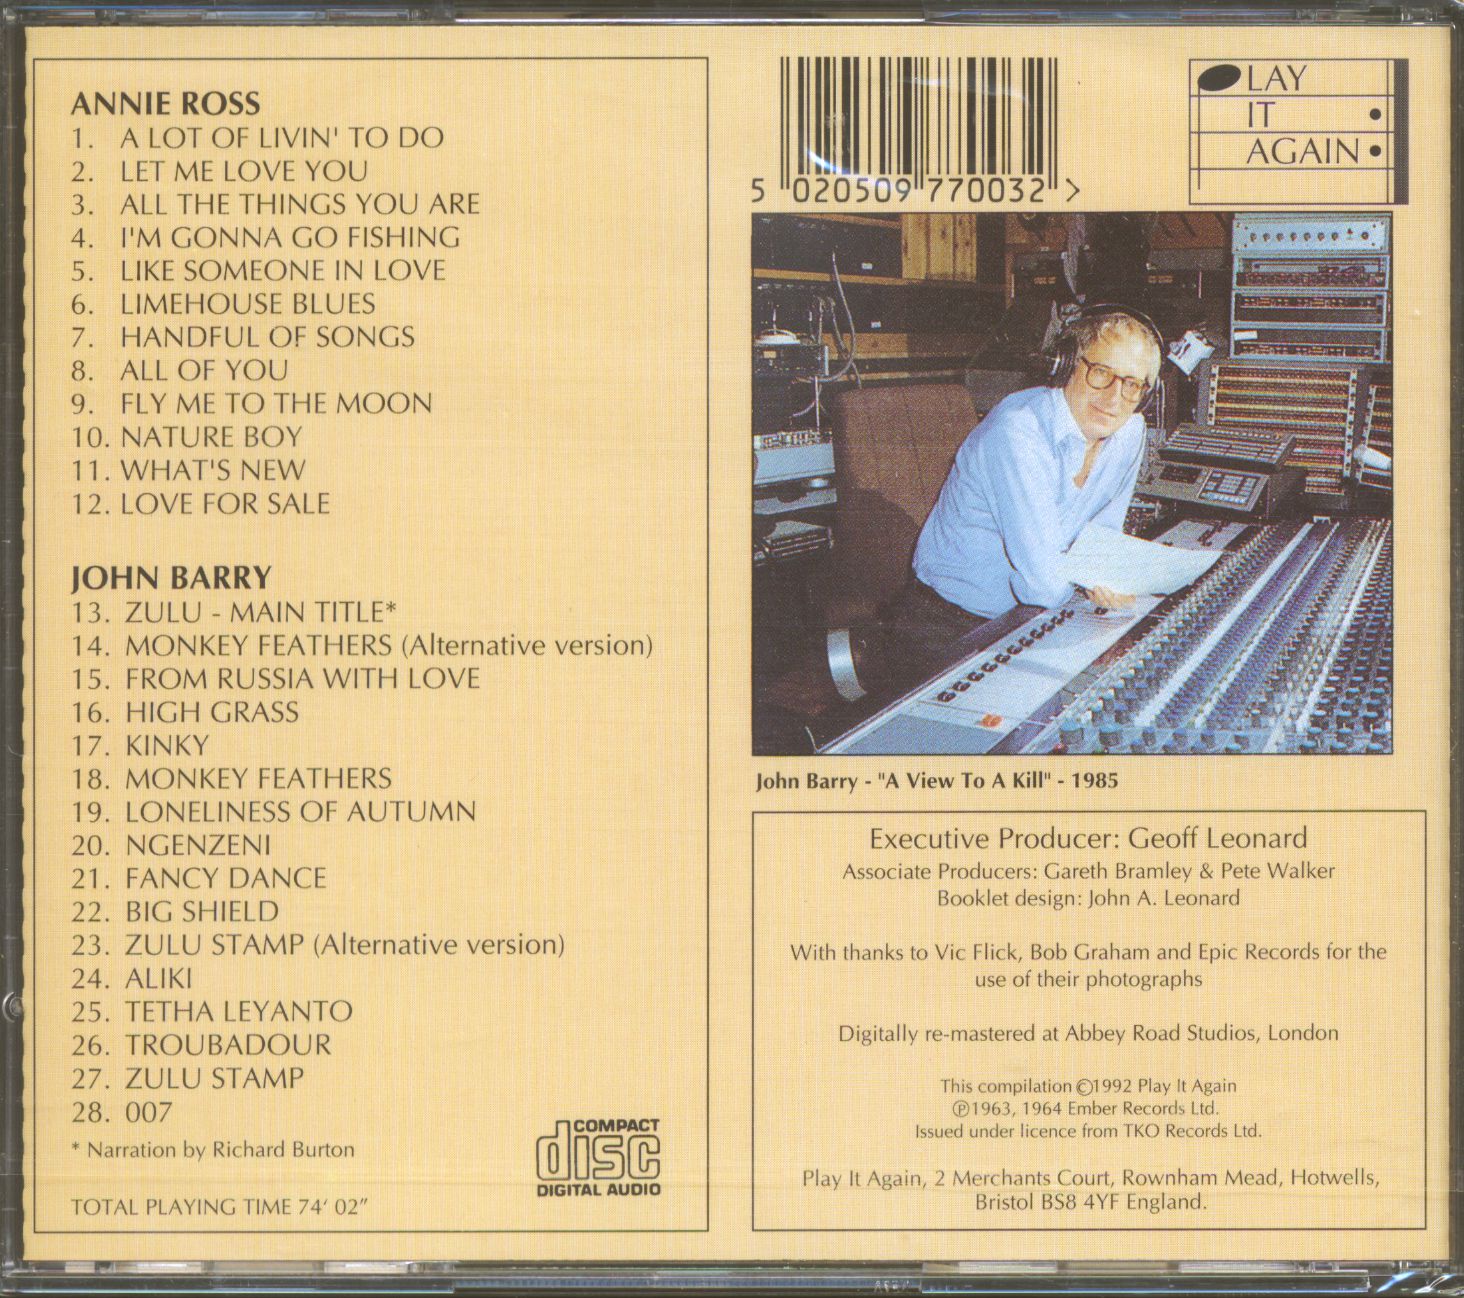 ANNIE ROSS
1. A LOT OF LIVIN' TO DO
2. LET ME LOVE YOU
3. ALL THE THINGS YOU ARE
4. I'M GONNA GO FISHING
5. LIKE SOMEONE IN LOVE
6. LIMEHOUSE BLUES
7. HANDFUL OF SONGS
8. ALL OF YOU
9. FLY ME TO THE MOON
10. NATURE BOY
11. WHAT'S NEW
12. LOVE FOR SALE
JOHN BARRY
13. ZULU - MAIN TITLE*
14. MONKEY FEATHERS (Alternative version)
15. FROM RUSSIA WITH LOVE
16. HIGH GRASS
17. KINKY
18. MONKEY FEATHERS
19. LONELINESS OF AUTUMN
20. NGENZENI
21. FANCY DANCE
22. BIG SHIELD
23. ZULU STAMP (Alternative version)
24. ALIKI
25. TETHA LEYANTO
26. TROUBADOUR
27. ZULU STAMP
28. 007
* Narration by Richard Burton
TOTAL PLAYING TIME 74' 02"
COMPACT
disc
DIGITAL AUDIO
5 020509 770032 >
LAY
IT
AGAIN
John Barry - "A View To A Kill" - 1985
Executive Producer: Geoff Leonard
Associate Producers: Gareth Bramley & Pete Walker
Booklet design: John A. Leonard
With thanks to Vic Flick, Bob Graham and Epic Records for the
use of their photographs
Digitally re-mastered at Abbey Road Studios, London
This compilation ©1992 Play It Again
℗1963, 1964 Ember Records Ltd.
Issued under licence from TKO Records Ltd.
Play It Again, 2 Merchants Court, Rownham Mead, Hotwells,
Bristol BS8 4YF England.